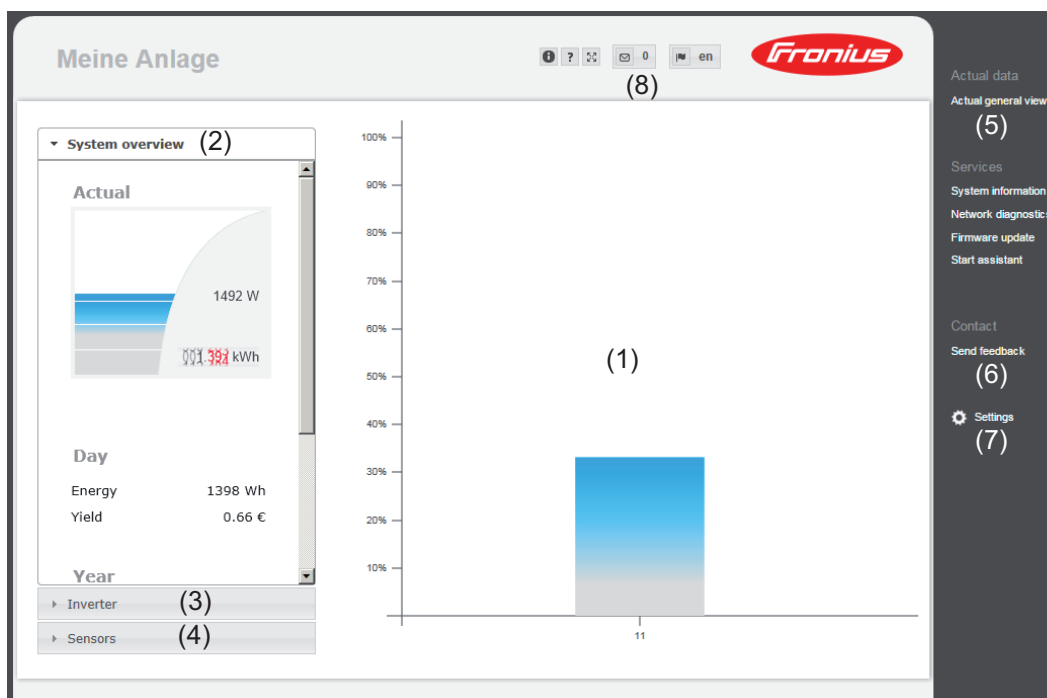 Meine Anlage
i ? 0 en
(8)
Fronius
System overview (2)
Actual
1492 W
kWh
Day
Energy 1398 Wh
Yield 0.66 €
Year
Inverter (3)
Sensors (4)
100%
90%
80%
70%
60%
50%
40%
30%
20%
10%
(1)
11
Actual data
Actual general view
(5)
Services
System information
Network diagnostics
Firmware update
Start assistant
Contact
Send feedback
(6)
Settings
(7)